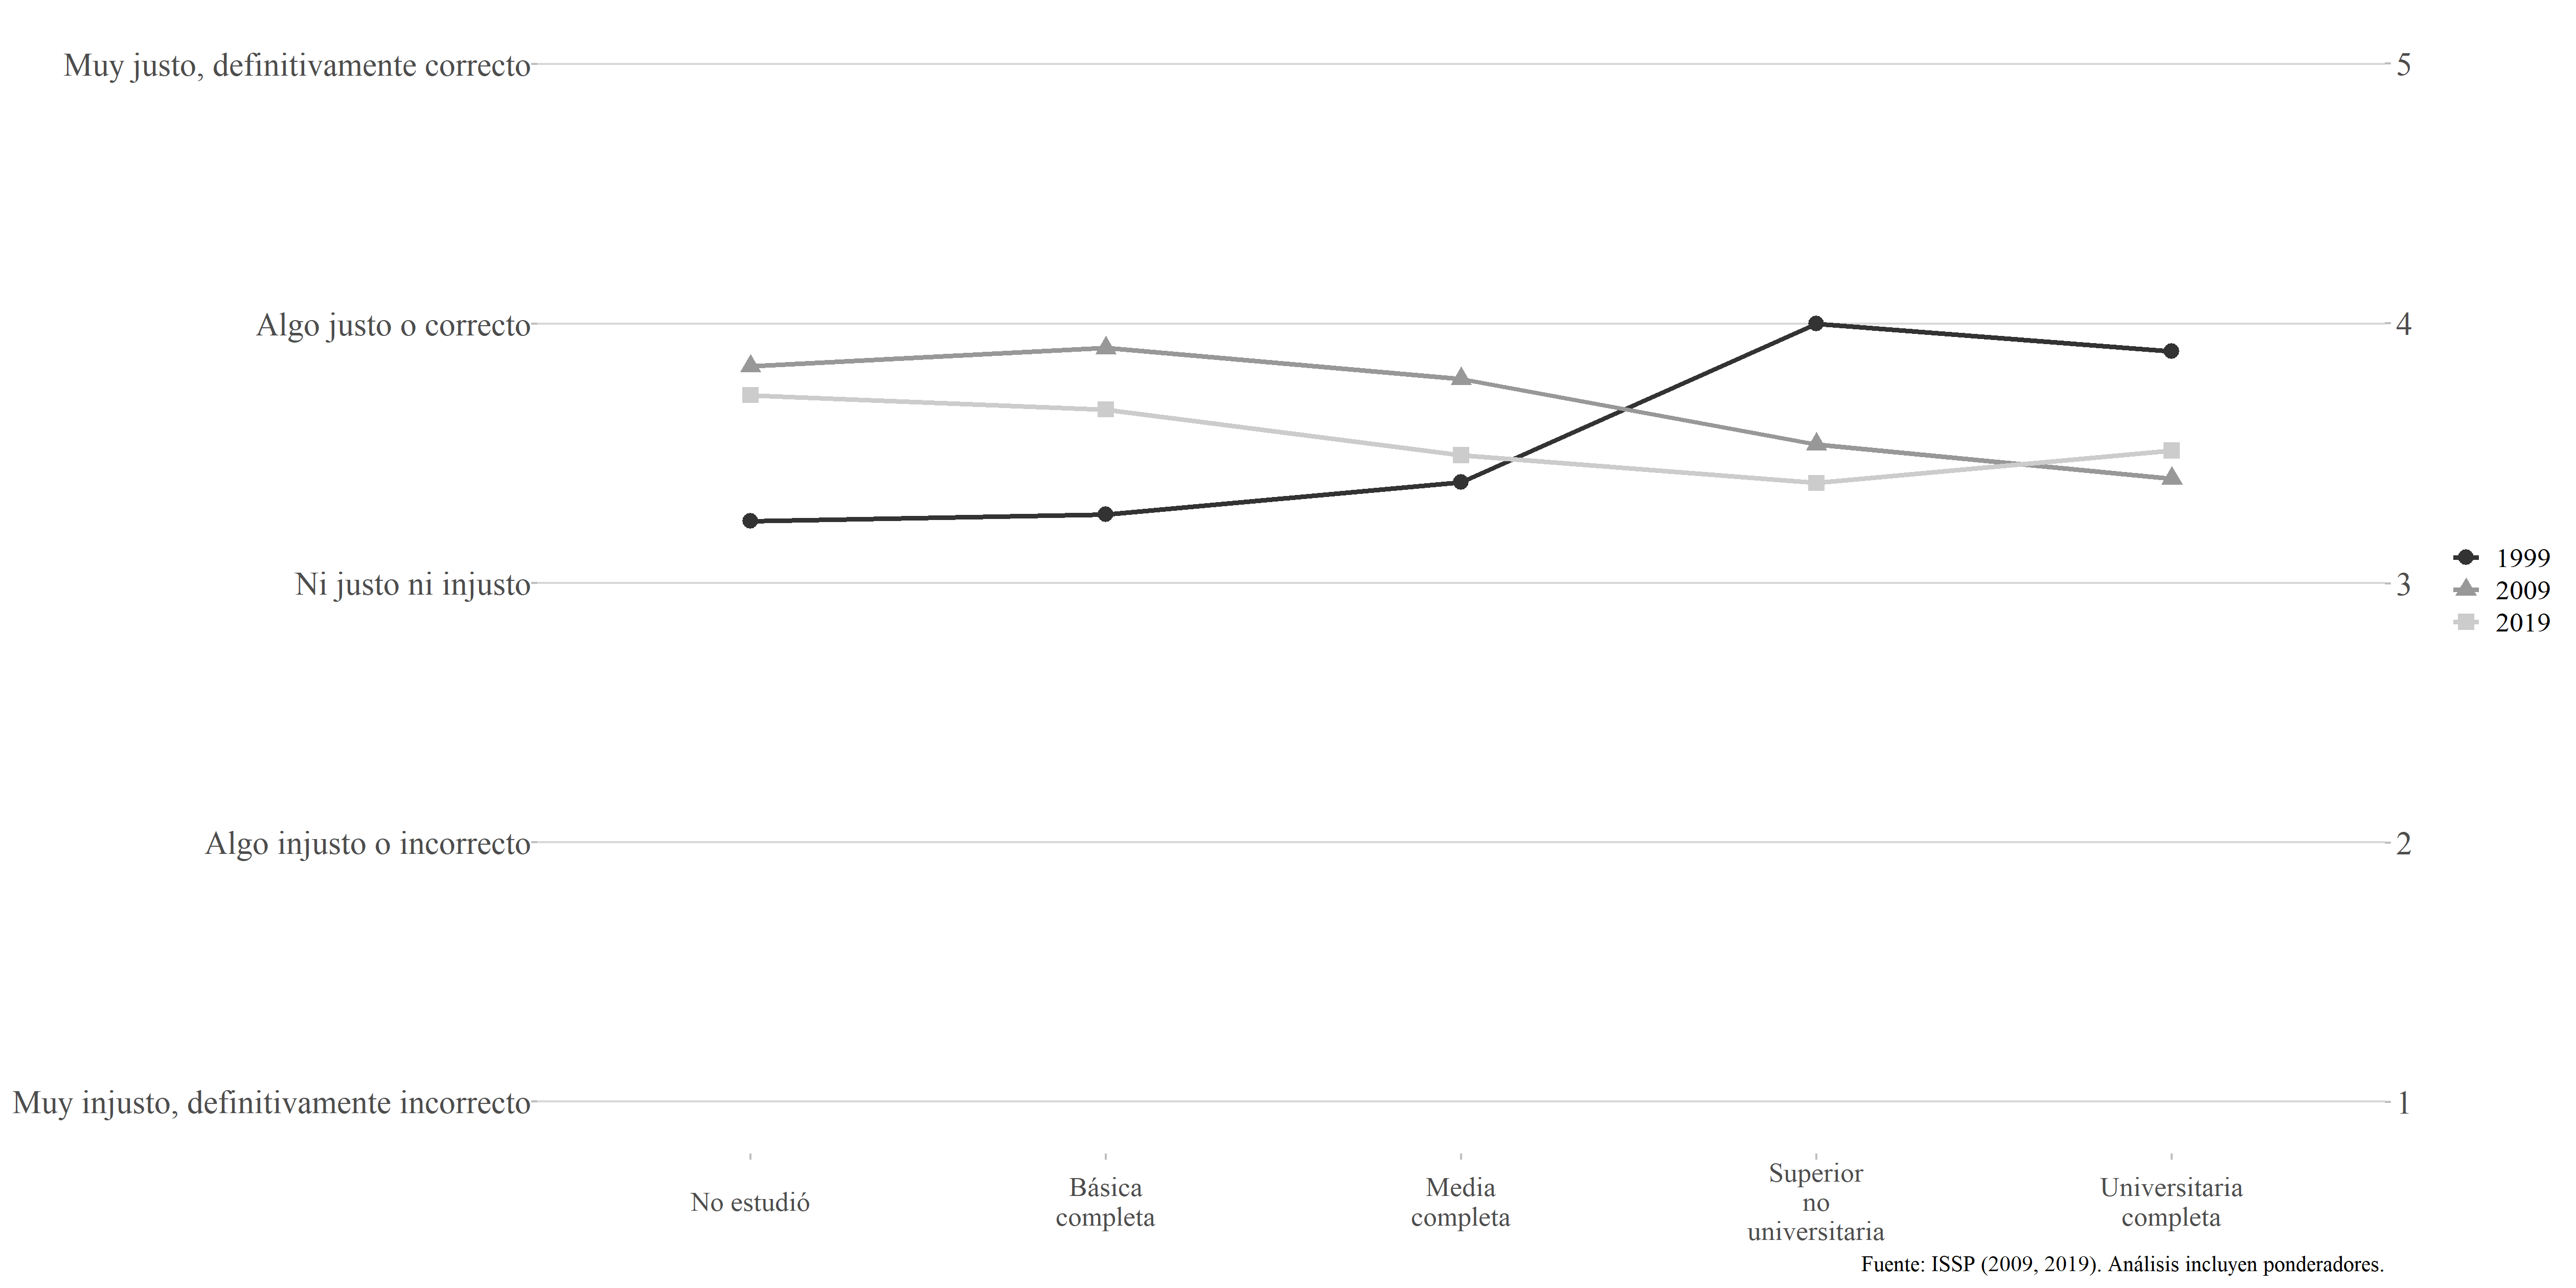 Muy justo, definitivamente correcto
5
Algo justo o correcto
4
Ni justo ni injusto
3
Algo injusto o incorrecto
2
Muy injusto, definitivamente incorrecto
1
1999
2009
2019
No estudió
Básica
completa
Media
completa
Superior
no
universitaria
Universitaria
completa
Fuente: ISSP (2009, 2019). Análisis incluyen ponderadores.